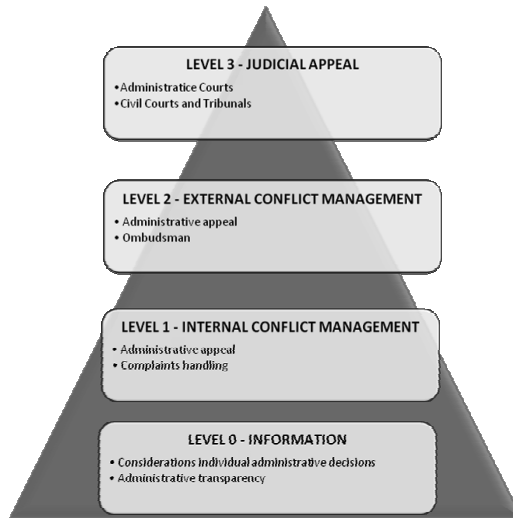 LEVEL 3 - JUDICIAL APPEAL
•Administratice Courts
•Civil Courts and Tribunals
LEVEL 2 - EXTERNAL CONFLICT MANAGEMENT
•Administrative appeal
•Ombudsman
LEVEL 1 - INTERNAL CONFLICT MANAGEMENT
• Administrative appeal
• Complaints handling
LEVEL 0 - INFORMATION
• Considerations individual administrative decisions
• Administrative transparency